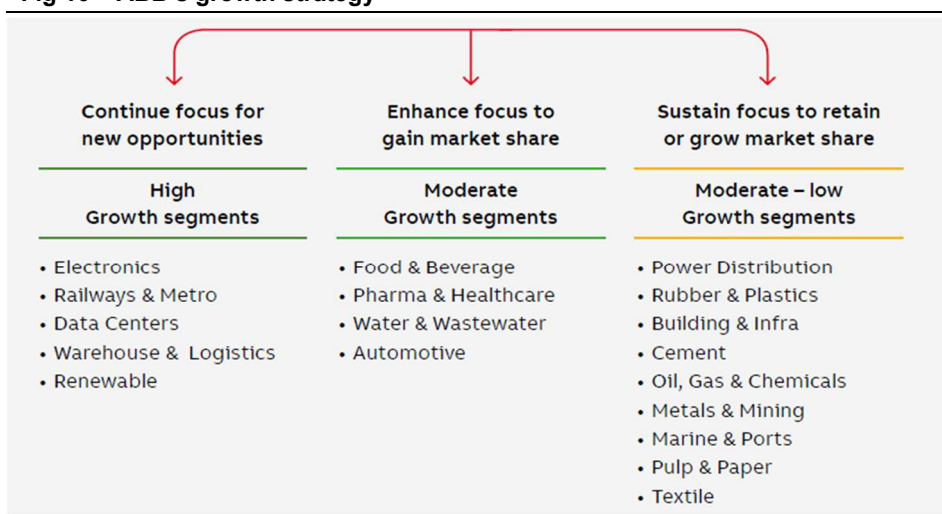 Continue focus for
new opportunities
High
Growth segments
• Electronics
• Railways & Metro
• Data Centers
• Warehouse & Logistics
• Renewable
Enhance focus to
gain market share
Moderate
Growth segments
• Food & Beverage
• Pharma & Healthcare
• Water & Wastewater
• Automotive
Sustain focus to retain
or grow market share
Moderate – low
Growth segments
• Power Distribution
• Rubber & Plastics
• Building & Infra
• Cement
• Oil, Gas & Chemicals
• Metals & Mining
• Marine & Ports
• Pulp & Paper
• Textile